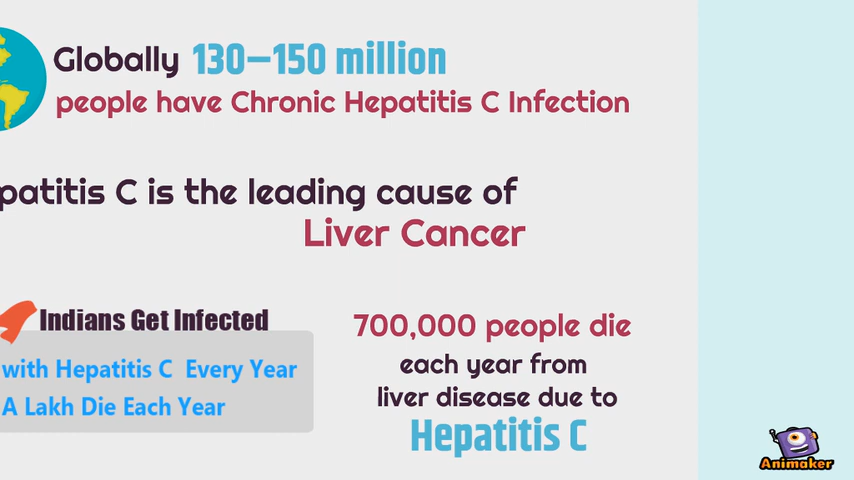 Globally 130–150 million
people have Chronic Hepatitis C Infection
patitis C is the leading cause of
Liver Cancer
Indians Get Infected
with Hepatitis C Every Year
A Lakh Die Each Year
700,000 people die
each year from
liver disease due to
Hepatitis C
Animaker